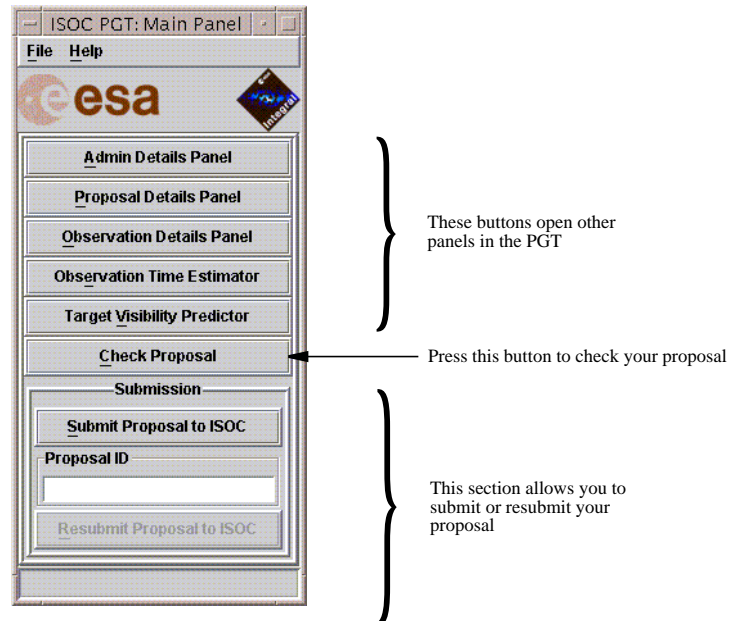 ISOC PGT: Main Panel
File Help
esa
Integral
Admin Details Panel
Proposal Details Panel
Observation Details Panel
Observation Time Estimator
Target Visibility Predictor
Check Proposal
Submission
Submit Proposal to ISOC
Proposal ID
Resubmit Proposal to ISOC
These buttons open other
panels in the PGT
Press this button to check your proposal
This section allows you to
submit or resubmit your
proposal